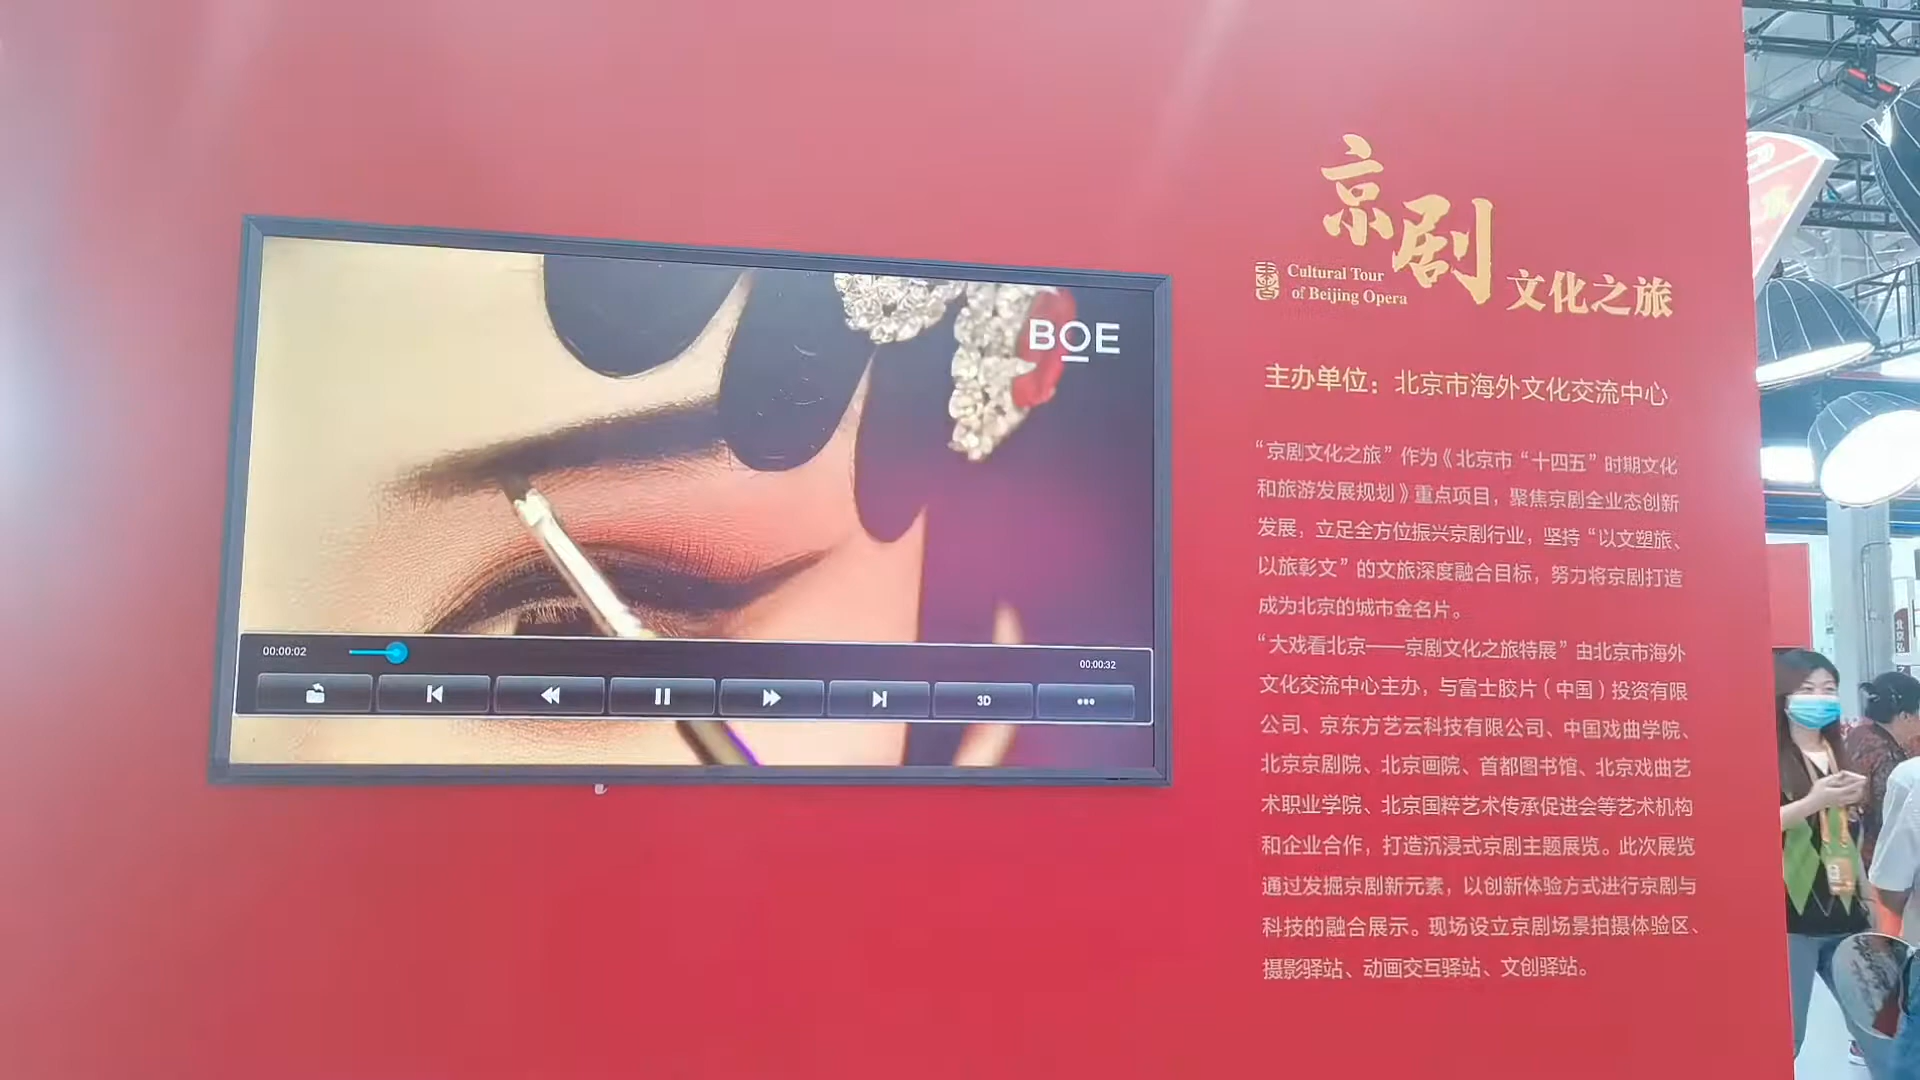 BOE
00:00:02
00:00:32
3D
京剧
Cultural Tour
of Beijing Opera
文化之旅
主办单位：北京市海外文化交流中心
“京剧文化之旅”作为《北京市“十四五”时期文化
和旅游发展规划》重点项目，聚焦京剧全业态创新
发展，立足全方位振兴京剧行业，坚持“以文塑旅、
以旅彰文”的文旅深度融合目标，努力将京剧打造
成为北京的城市金名片。
“大戏看北京——京剧文化之旅特展”由北京市海外
文化交流中心主办，与富士胶片（中国）投资有限
公司、京东方艺云科技有限公司、中国戏曲学院、
北京京剧院、北京画院、首都图书馆、北京戏曲艺
术职业学院、北京国粹艺术传承促进会等艺术机构
和企业合作，打造沉浸式京剧主题展览。此次展览
通过发掘京剧新元素，以创新体验方式进行京剧与
科技的融合展示。现场设立京剧场景拍摄体验区、
摄影驿站、动画交互驿站、文创驿站。